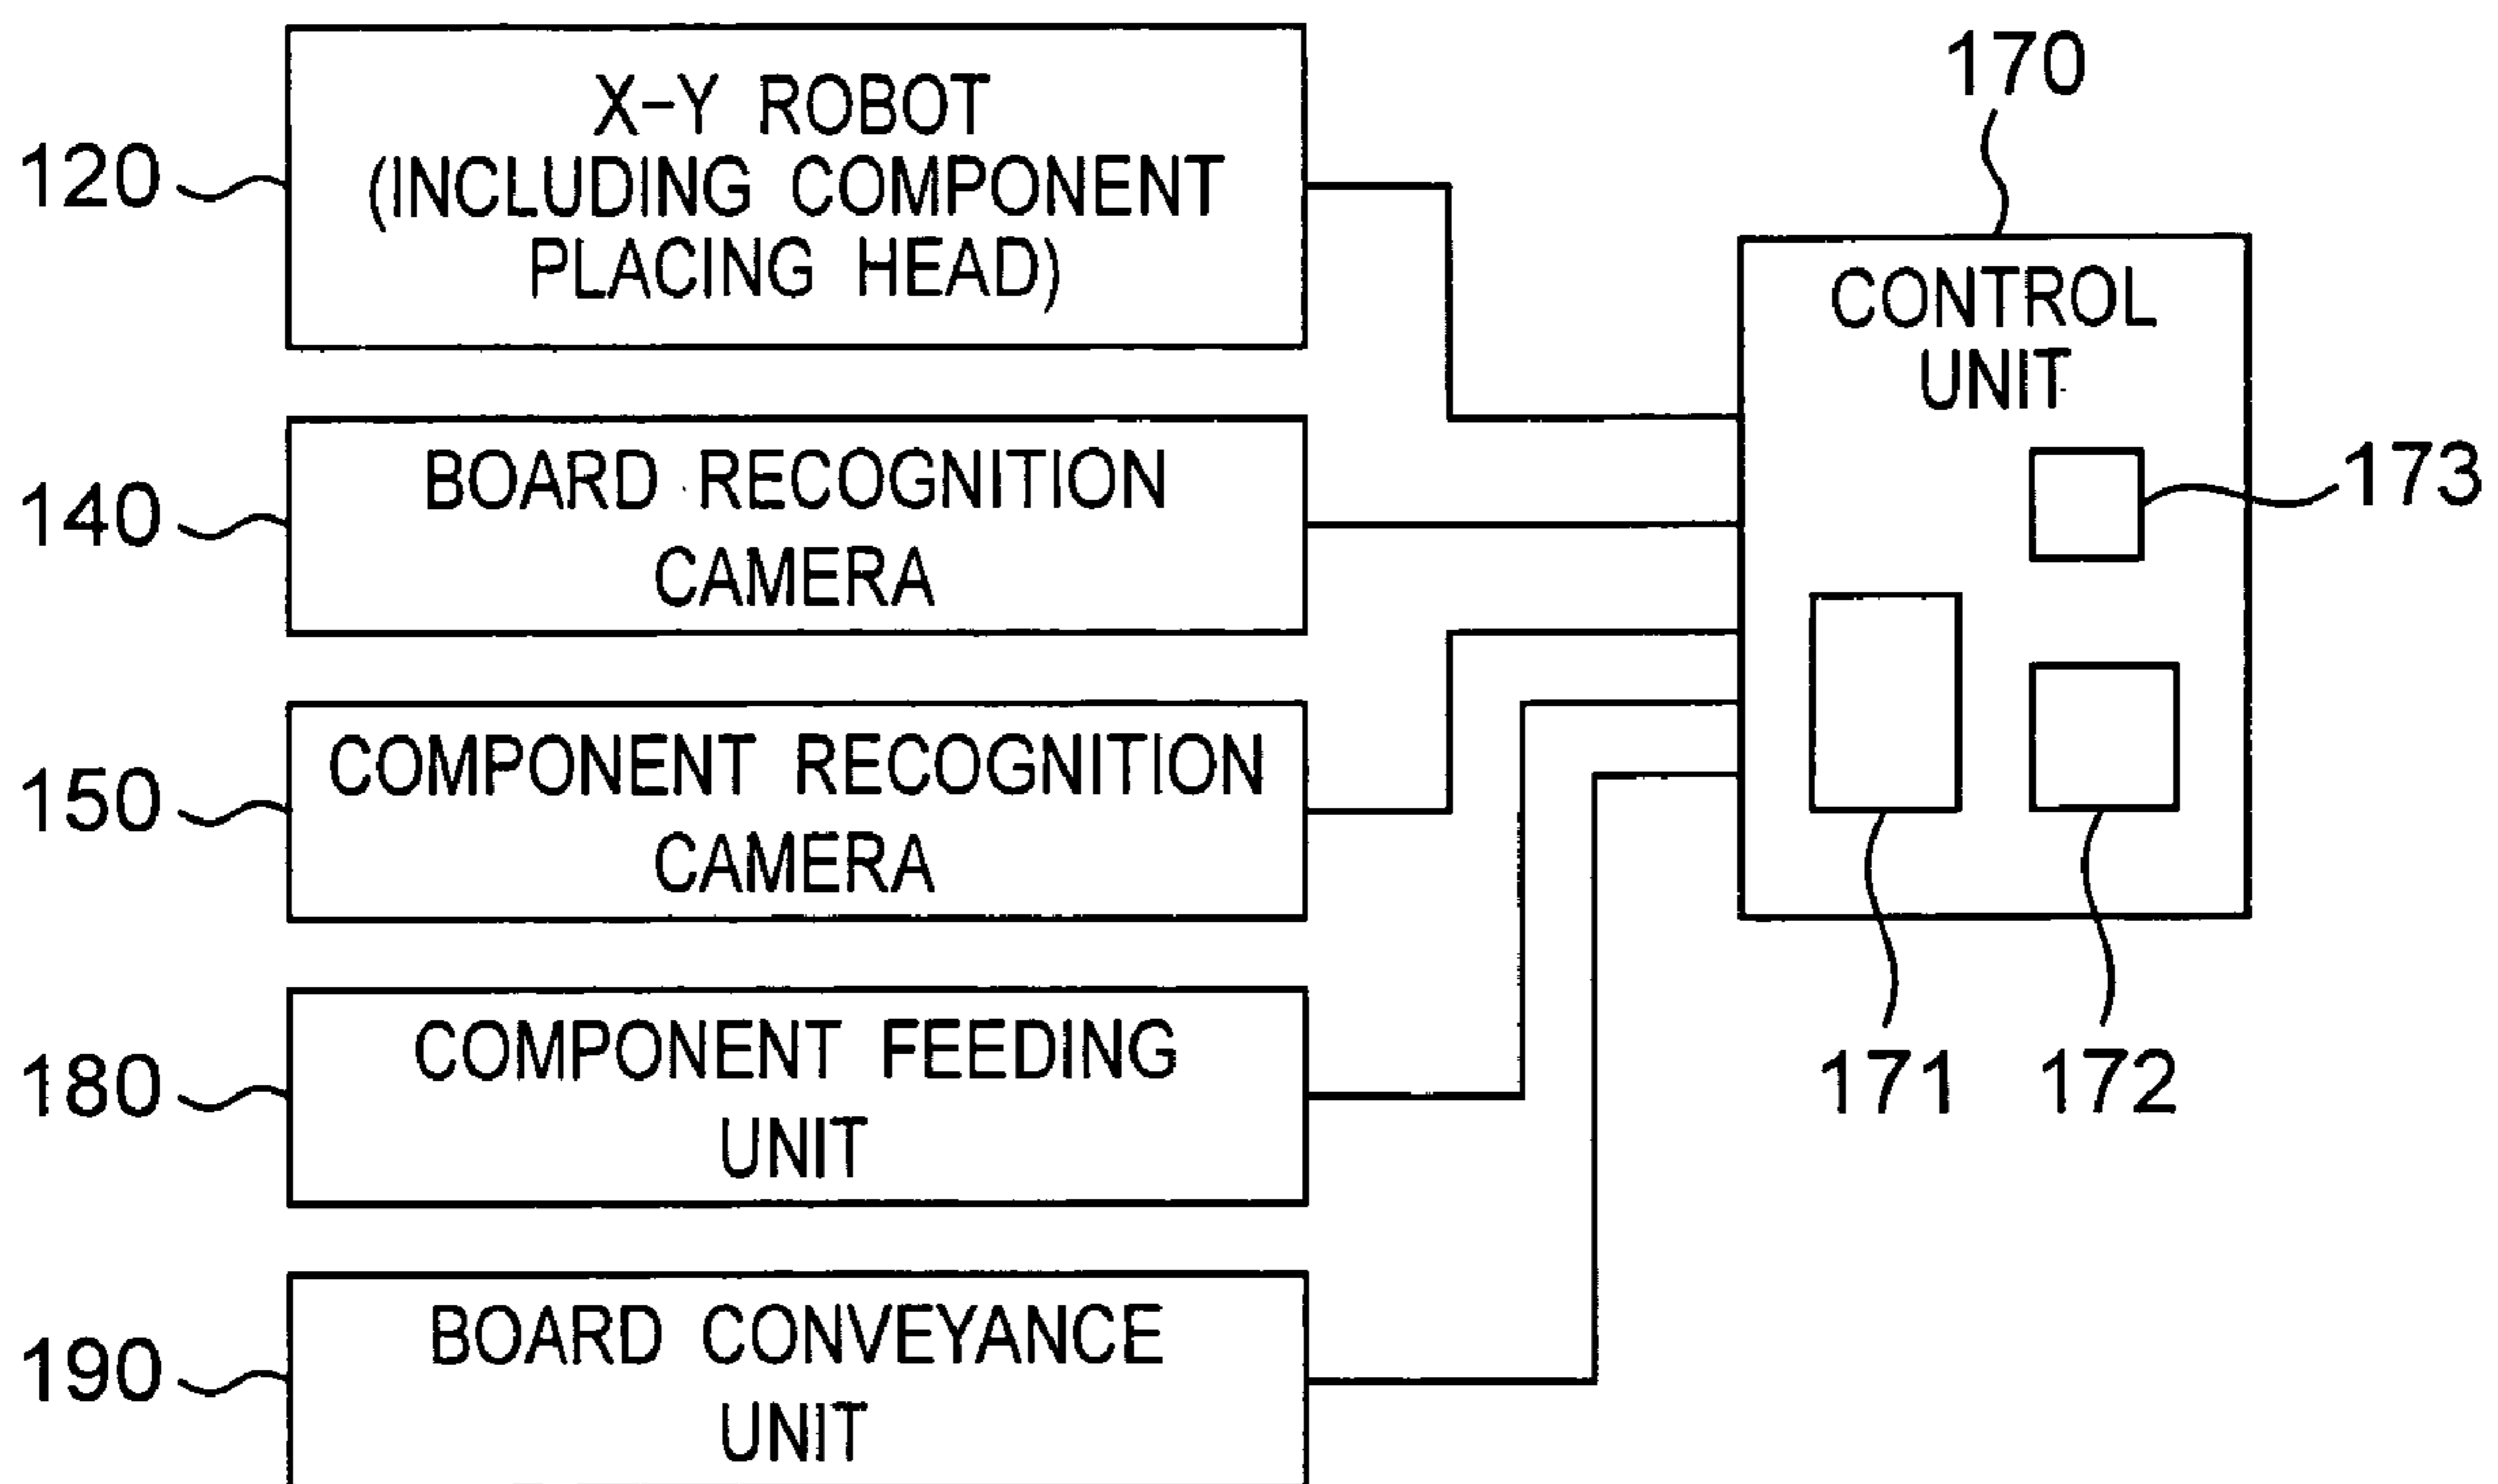 120
X-Y ROBOT
(INCLUDING COMPONENT
PLACING HEAD)
140
BOARD RECOGNITION
CAMERA
150
COMPONENT RECOGNITION
CAMERA
180
COMPONENT FEEDING
UNIT
190
BOARD CONVEYANCE
UNIT
170
CONTROL
UNIT
173
171
172